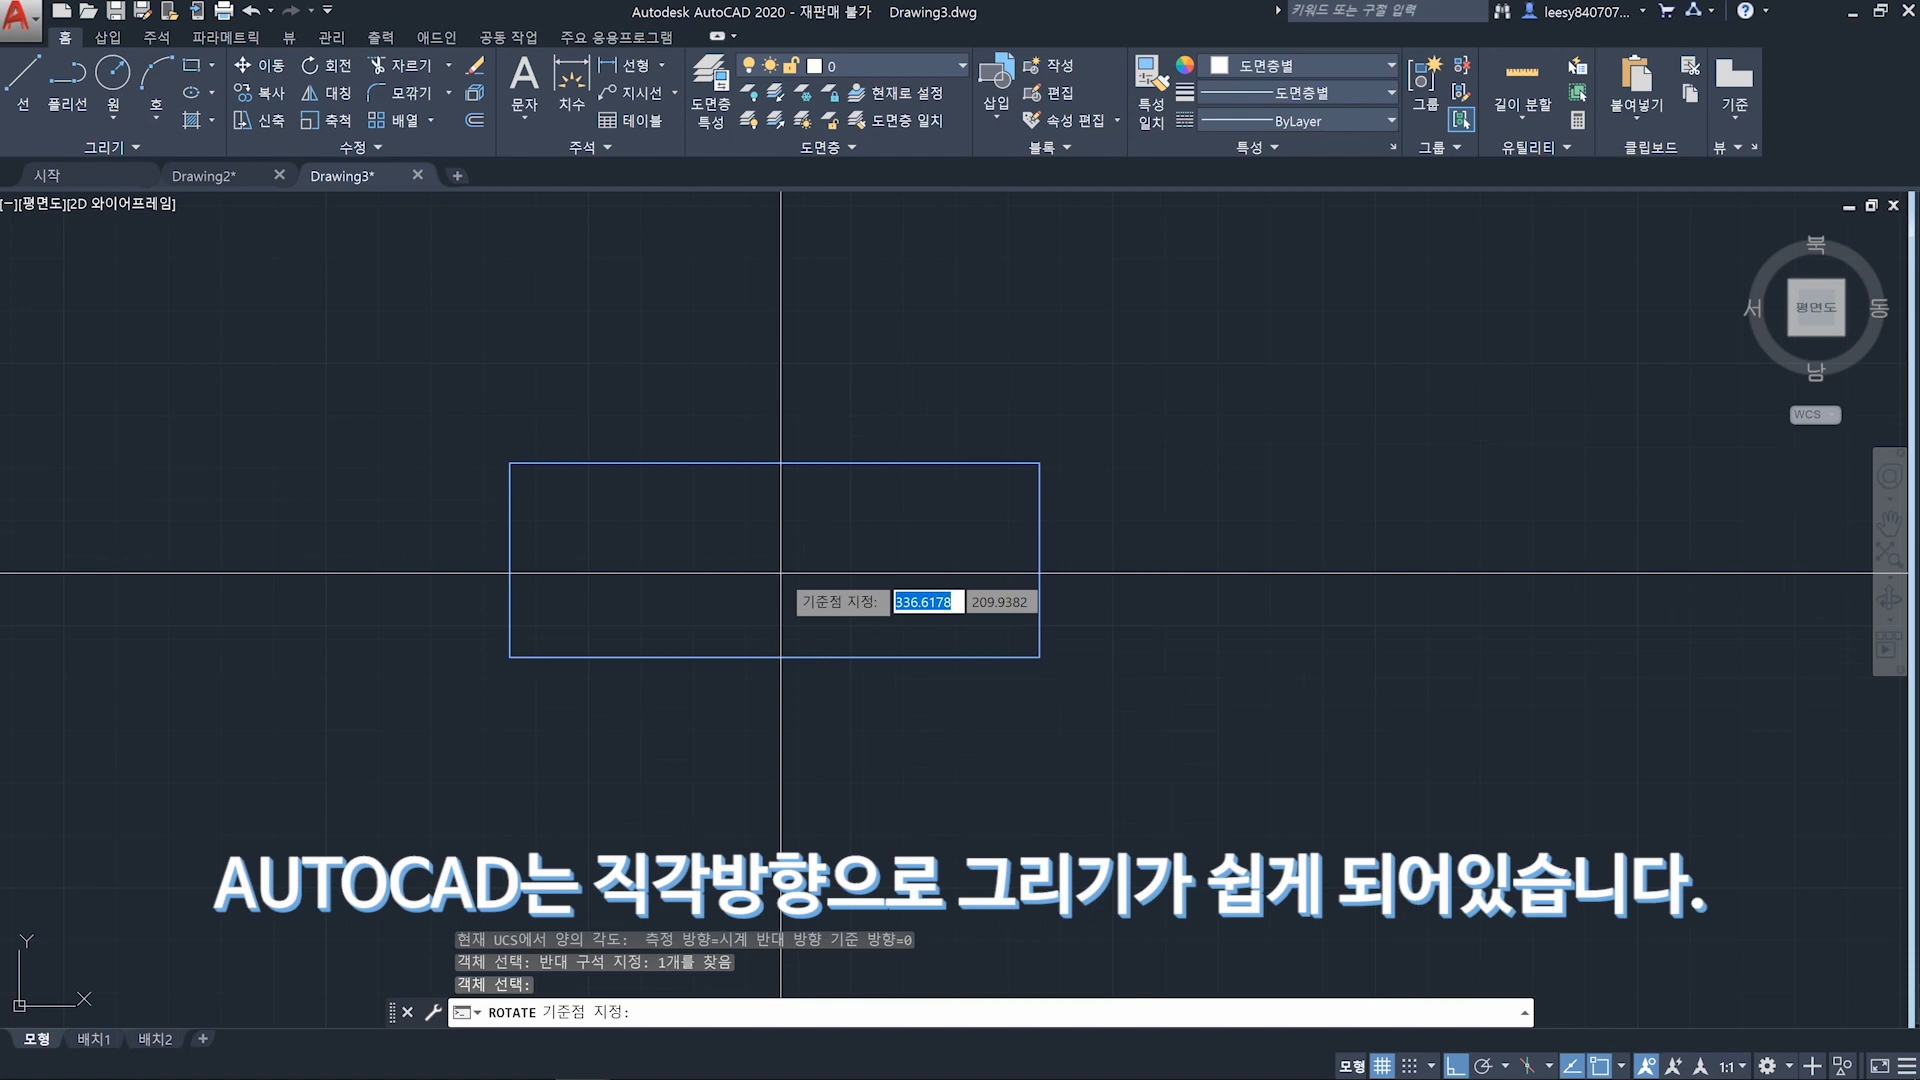 Autodesk AutoCAD 2020 - 재판매 불가 Drawing3.dwg
키워드 또는 구절 입력
leesy840707...
홈 삽입 주석 파라메트릭 뷰 관리 출력 애드인 공동 작업 주요 응용프로그램
선 폴리선 원 호
이동 회전 자르기
복사 대칭 모깎기
신축 축척 배열
문자 치수
선형
지시선
테이블
도면층
특성
0
현재로 설정
도면층 일치
삽입
작성
편집
속성 편집
특성
일치
도면층별
도면층별
ByLayer
그룹
길이 분할
붙여넣기
기준
그리기 수정 주석 도면층 블록 특성 그룹 유틸리티 클립보드 뷰
시작 Drawing2* Drawing3*
[−][평면도][2D 와이어프레임]
북
서 평면도 동
남
WCS
기준점 지정: 336.6178 209.9382
AUTOCAD는 직각방향으로 그리기가 쉽게 되어있습니다.
Y
X
현재 UCS에서 양의 각도: 측정 방향=시계 반대 방향 기준 방향=0
객체 선택: 반대 구석 지정: 1개를 찾음
객체 선택:
ROTATE 기준점 지정:
모형 배치1 배치2
모형
1:1